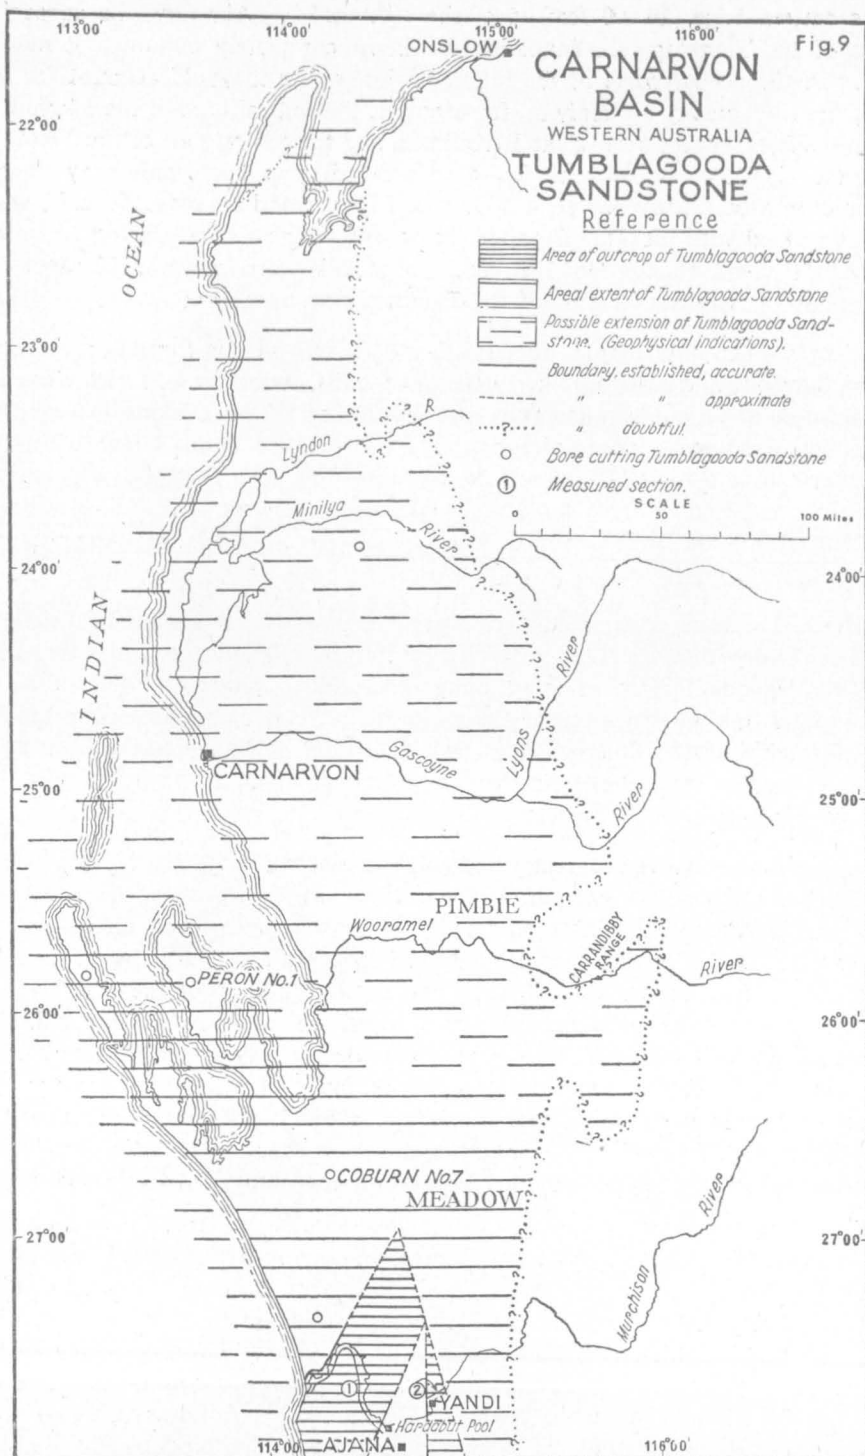 113°00'
114°00'
115°00'
116°00'
Fig.9
ONSLOW
CARNARVON
BASIN
WESTERN AUSTRALIA
TUMBLAGOODA
SANDSTONE
Reference
Area of outcrop of Tumblagooda Sandstone
Areal extent of Tumblagooda Sandstone
Possible extension of Tumblagooda Sand-
stone. (Geophysical indications).
Boundary, established, accurate.
" " approximate
? " doubtful.
Bore cutting Tumblagooda Sandstone
① Measured section.
SCALE
0 50 100 Miles
22°00'
OCEAN
23°00'
Lyndon R
Minilya River
24°00'
24°00'
INDIAN
Lyons River
CARNARVON
Gascoyne River
25°00'
25°00'
PIMBIE
Wooramel River
CARRANDIBBY
RANGE
PERON No.1
26°00'
26°00'
COBURN No.7
MEADOW
27°00'
27°00'
Murchison River
① ②
YANDI
Hardabut Pool
114°00'
AJANA
116°00'